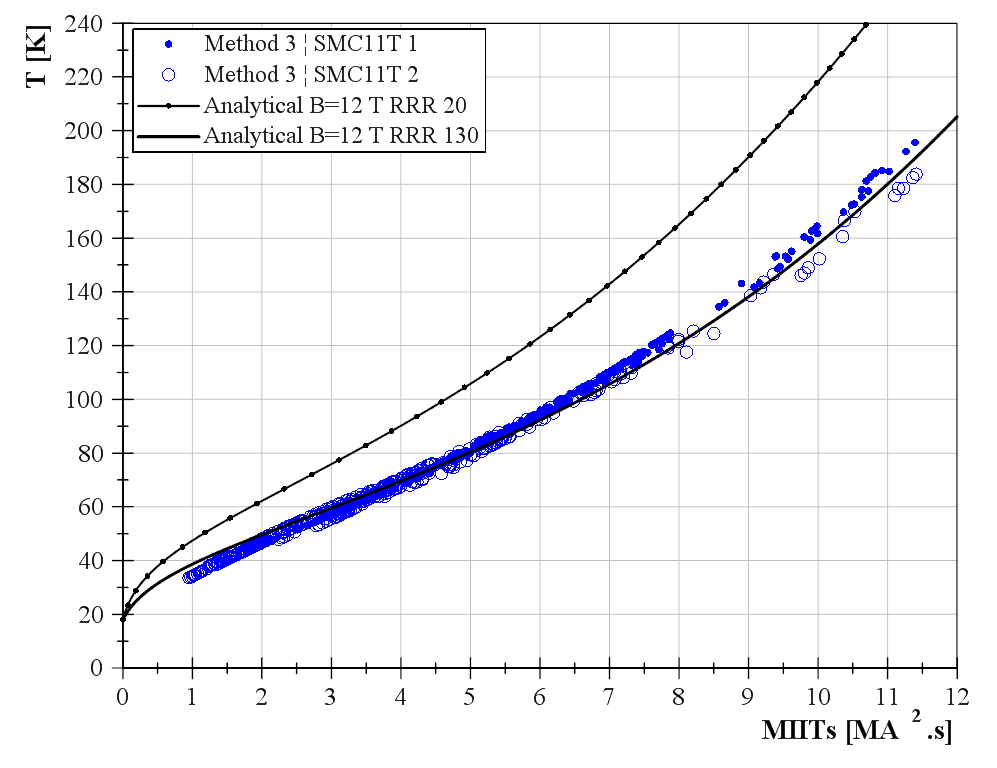 T [K]
240
220
200
180
160
140
120
100
80
60
40
20
0
Method 3 ¦ SMC11T 1
Method 3 ¦ SMC11T 2
Analytical B=12 T RRR 20
Analytical B=12 T RRR 130
0 1 2 3 4 5 6 7 8 9 10 11 12
MIITs [MA ² .s]